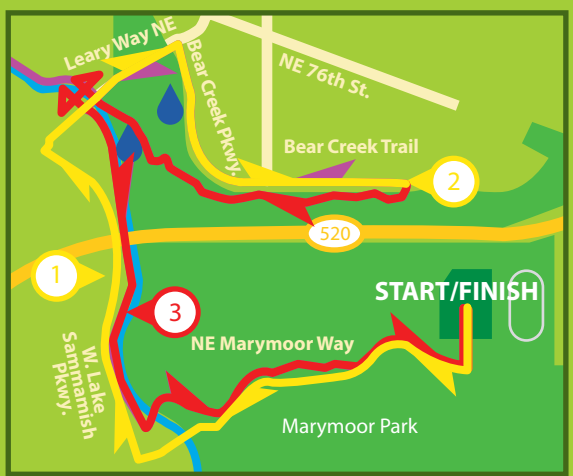 Leary Way NE
Bear Creek Pkwy.
NE 76th St.
Bear Creek Trail
2
520
1
START/FINISH
3
NE Marymoor Way
W. Lake
Sammamish
Pkwy.
Marymoor Park